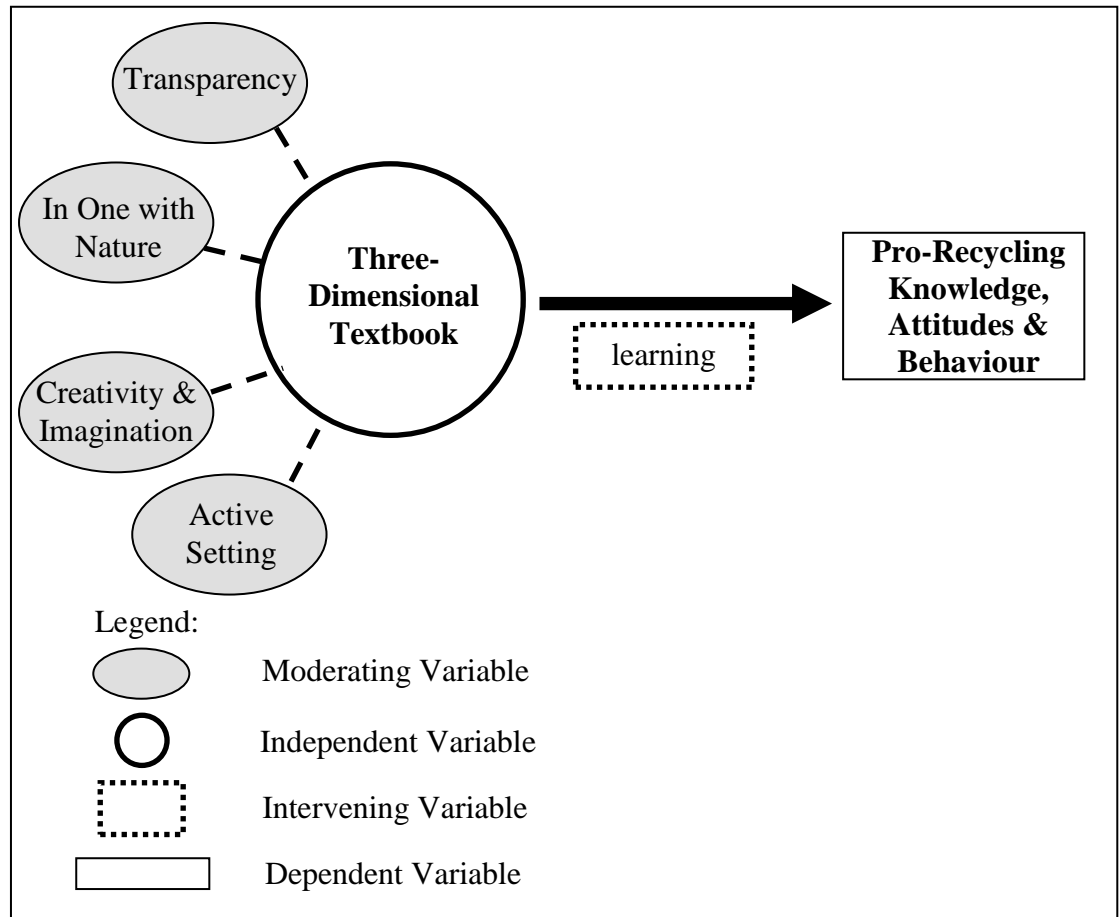 Transparency
In One with
Nature
Creativity &
Imagination
Active
Setting
Three-
Dimensional
Textbook
learning
Pro-Recycling
Knowledge,
Attitudes &
Behaviour
Legend:
Moderating Variable
Independent Variable
Intervening Variable
Dependent Variable